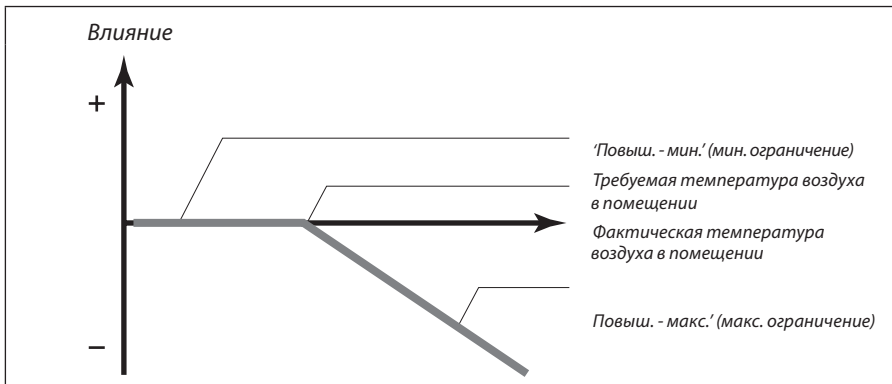 Влияние
+
‘Повыш. - мин.’ (мин. ограничение)
Требуемая температура воздуха
в помещении
Фактическая температура
воздуха в помещении
Повыш. - макс.’ (макс. ограничение)
–